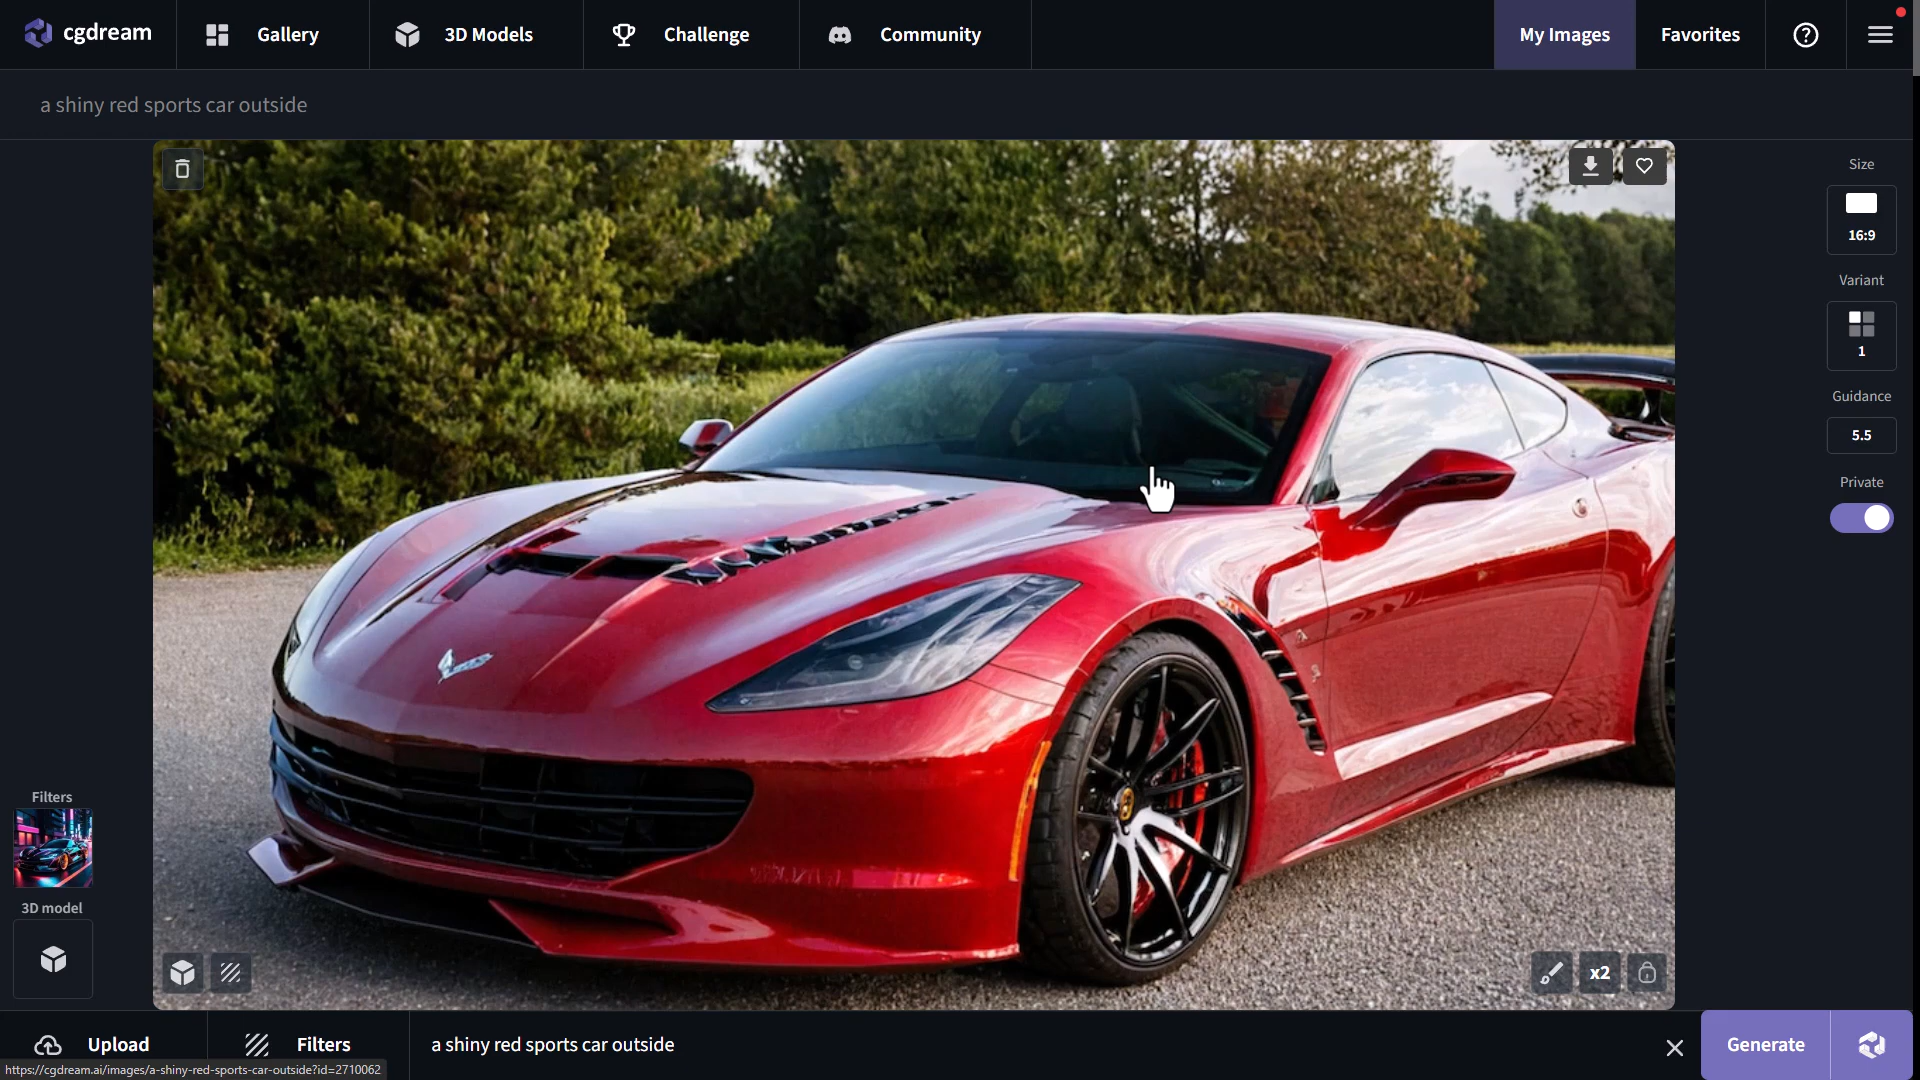 cgdream
Gallery
3D Models
Challenge
Community
My Images
Favorites
a shiny red sports car outside
Size
16:9
Variant
1
Guidance
5.5
Private
Filters
3D model
x2
Upload
Filters
a shiny red sports car outside
Generate
https://cgdream.ai/images/a-shiny-red-sports-car-outside?id=2710062